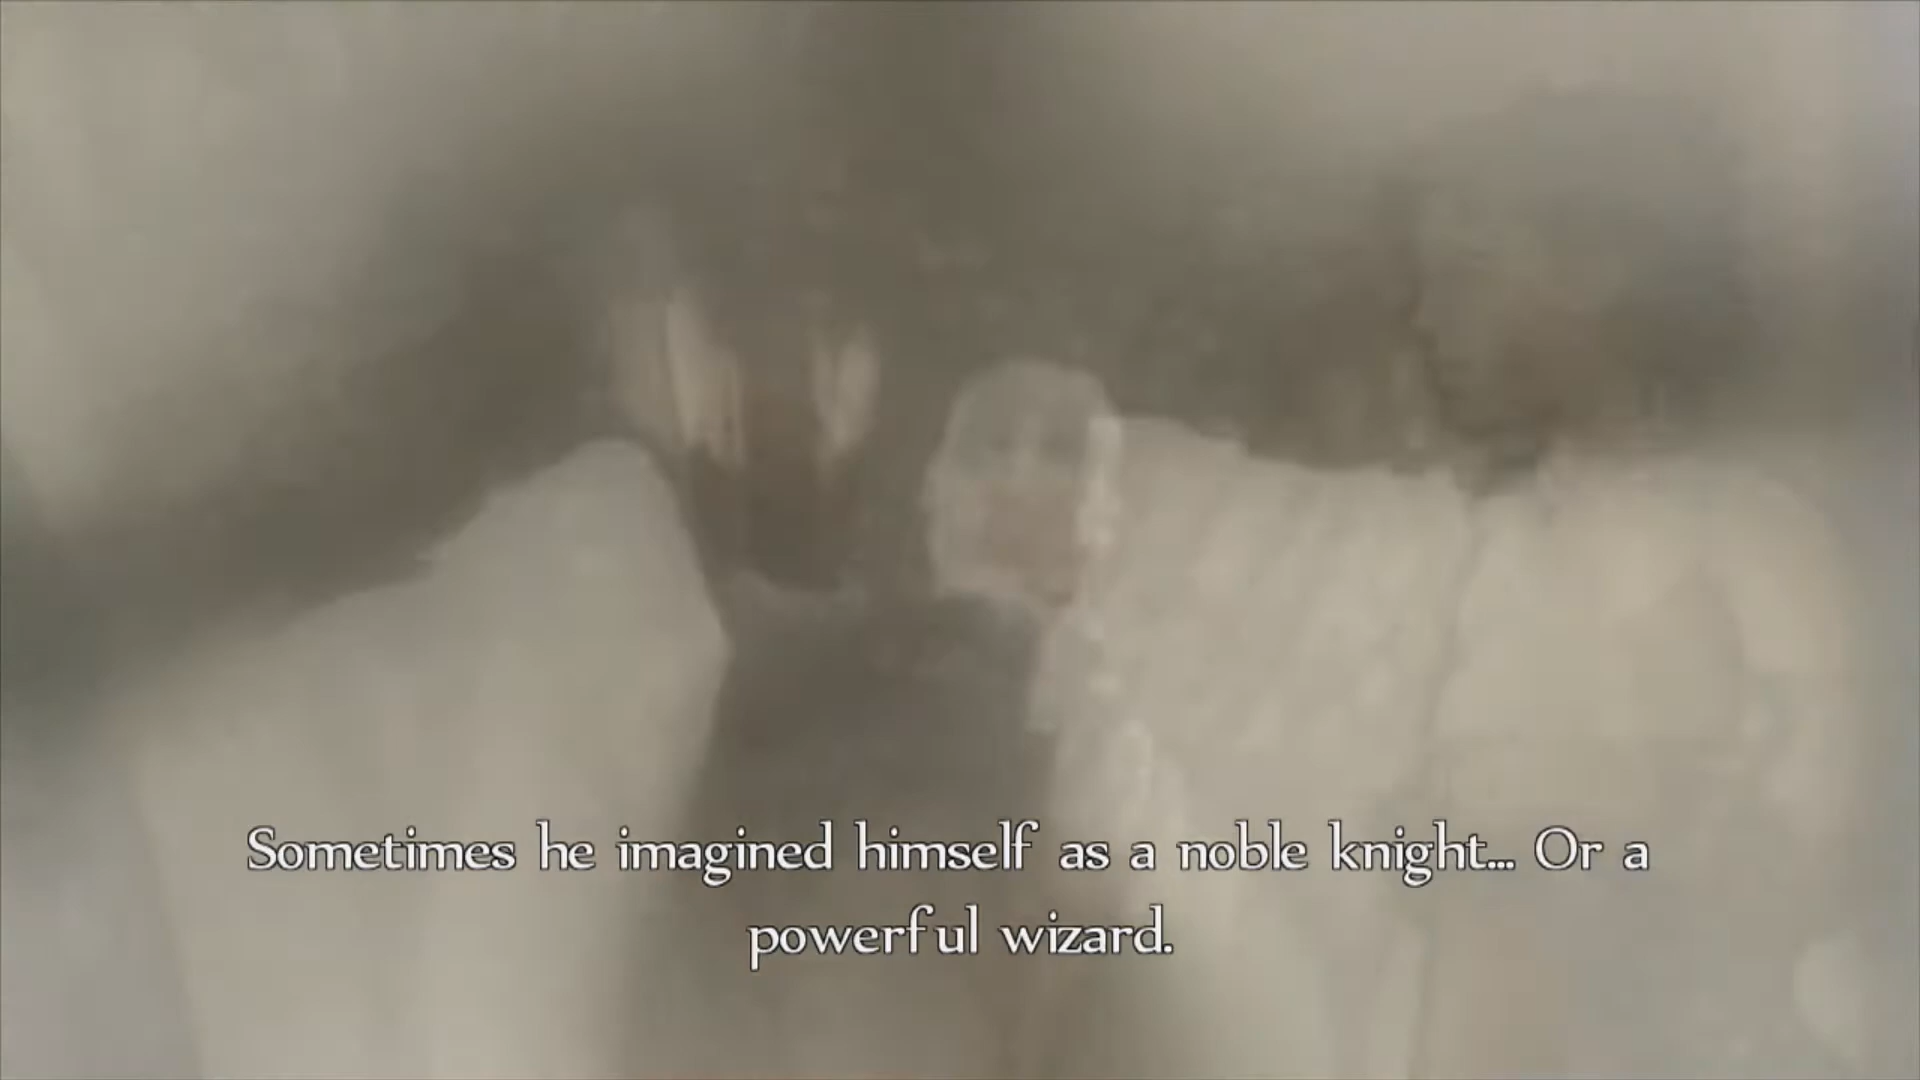 Sometimes he imagined himself as a noble knight... Or a
powerful wizard.